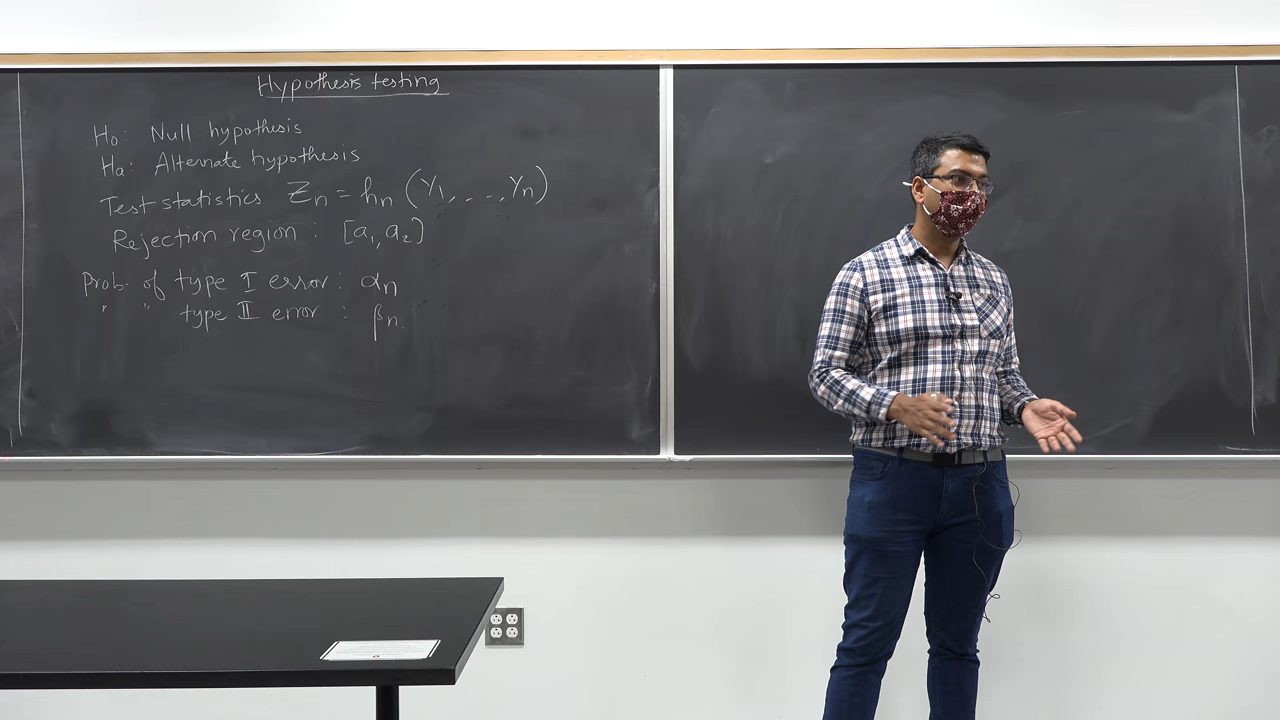 Hypothesis testing
H₀: Null hypothesis
Ha: Alternate hypothesis
Test statistics Zn = hn (Y1, ..., Yn)
Rejection region : [a1, a2]
Prob. of type I error : αn
" " type II error : βn.